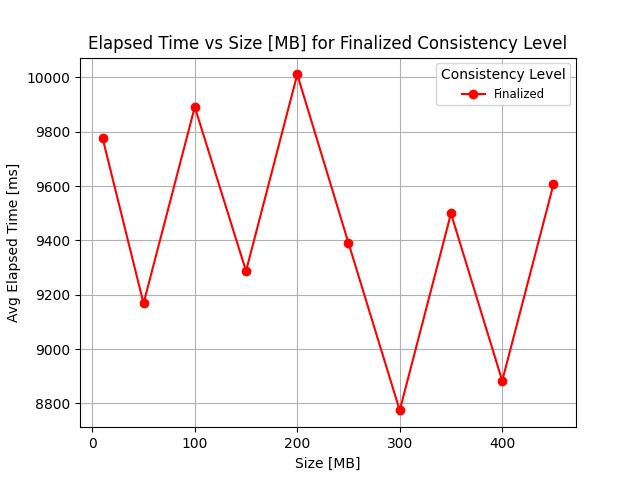 Elapsed Time vs Size [MB] for Finalized Consistency Level
Consistency Level
Finalized
Avg Elapsed Time [ms]
10000
9800
9600
9400
9200
9000
8800
0 100 200 300 400
Size [MB]